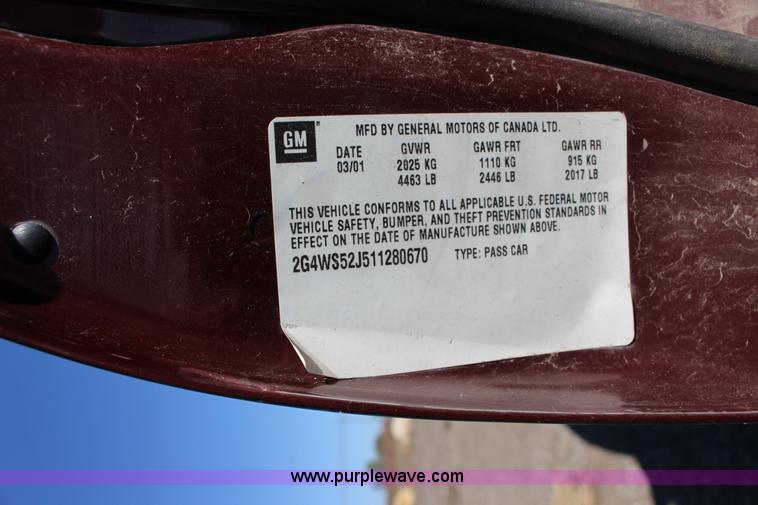 GM
MFD BY GENERAL MOTORS OF CANADA LTD.
DATE GVWR GAWR FRT GAWR RR
03/01 2025 KG 1110 KG 915 KG
4463 LB 2446 LB 2017 LB
THIS VEHICLE CONFORMS TO ALL APPLICABLE U.S. FEDERAL MOTOR
VEHICLE SAFETY, BUMPER, AND THEFT PREVENTION STANDARDS IN
EFFECT ON THE DATE OF MANUFACTURE SHOWN ABOVE.
2G4WS52J511280670 TYPE: PASS CAR
www.purplewave.com